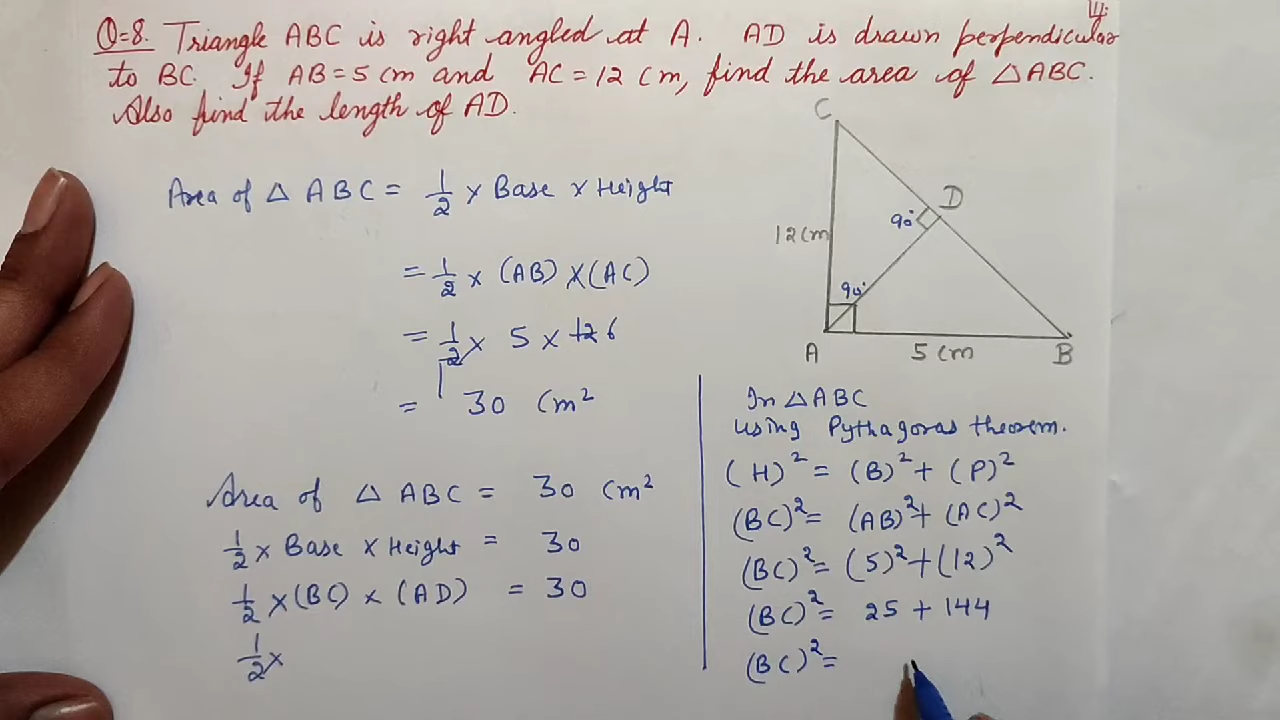 Q=8. Triangle ABC is right angled at A. AD is drawn perpendicular
to BC. If AB = 5 cm and AC = 12 cm, find the area of △ABC.
Also find the length of AD.
C
D
90°
12 cm
90°
A
5 cm
B
Area of △ ABC = 1/2 × Base × Height
= 1/2 × (AB) × (AC)
= 1/2 × 5 × 12 6
1
= 30 cm²
Area of △ ABC = 30 cm²
1/2 × Base × Height = 30
1/2 × (BC) × (AD) = 30
1/2 ×
In △ABC
using Pythagoras theorem.
(H)² = (B)² + (P)²
(BC)² = (AB)² + (AC)²
(BC)² = (5)² + (12)²
(BC)² = 25 + 144
(BC)² =